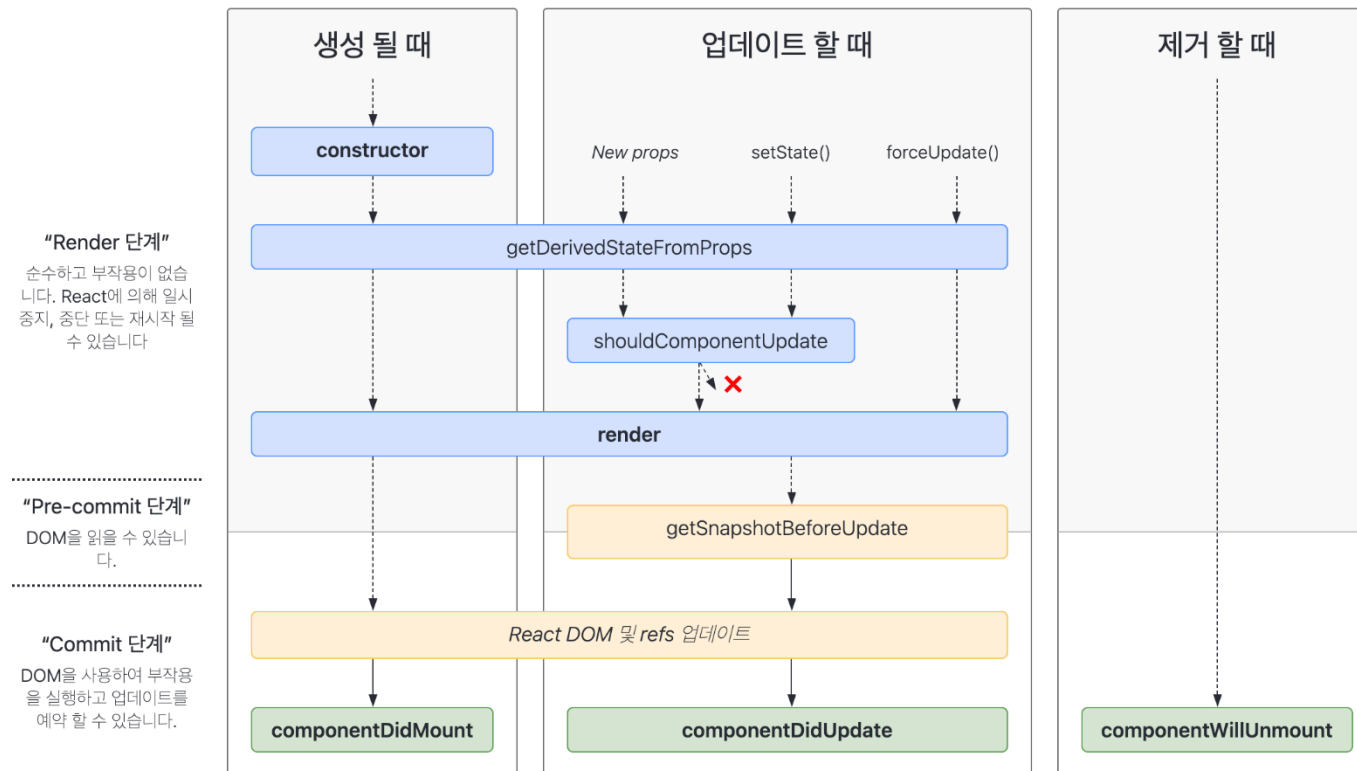 생성 될 때
업데이트 할 때
제거 할 때
constructor
New props
setState()
forceUpdate()
“Render 단계”
순수하고 부작용이 없습
니다. React에 의해 일시
중지, 중단 또는 재시작 될
수 있습니다
getDerivedStateFromProps
shouldComponentUpdate
render
“Pre-commit 단계”
DOM을 읽을 수 있습니
다.
getSnapshotBeforeUpdate
“Commit 단계”
DOM을 사용하여 부작용
을 실행하고 업데이트를
예약 할 수 있습니다.
React DOM 및 refs 업데이트
componentDidMount
componentDidUpdate
componentWillUnmount